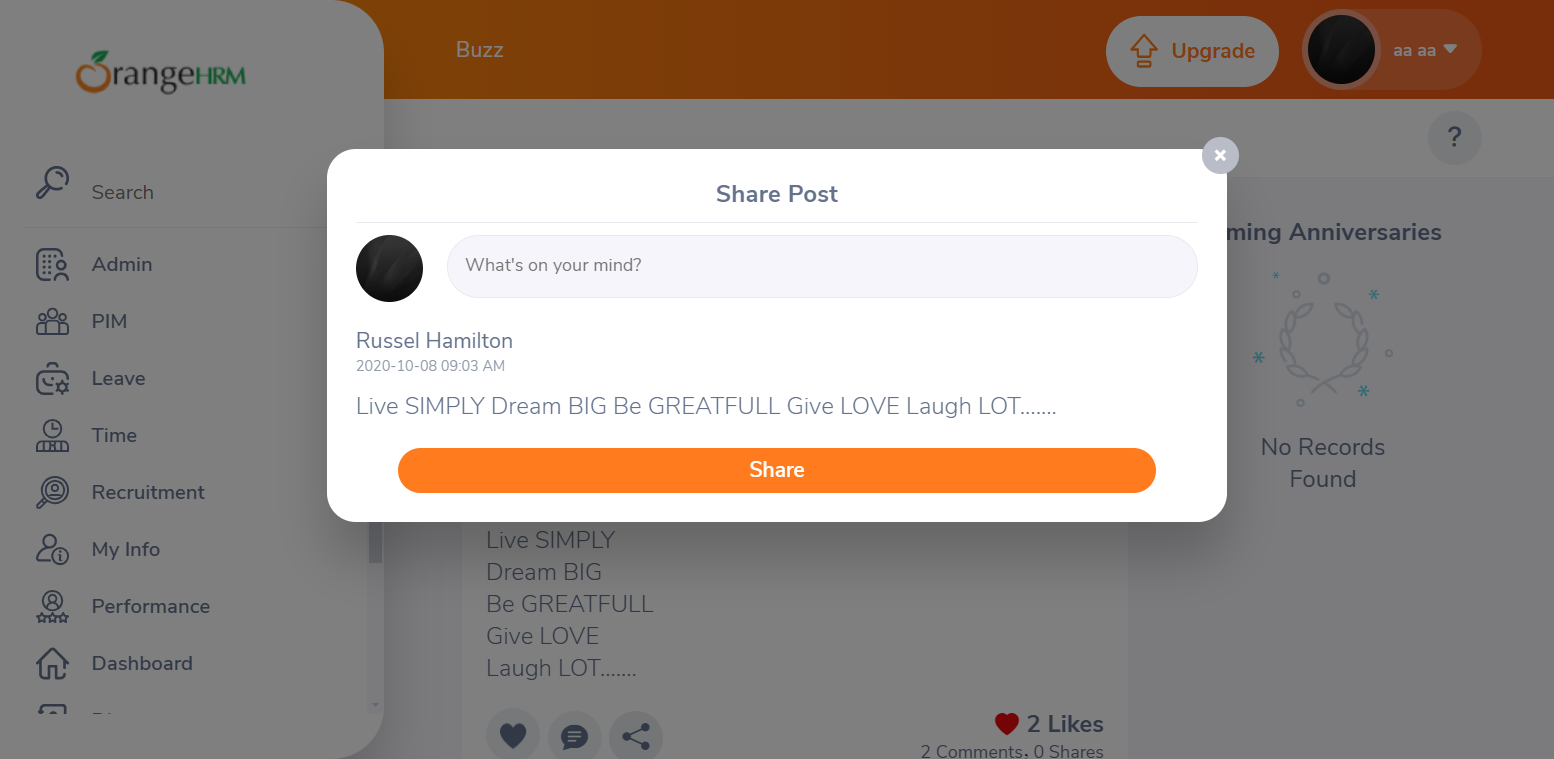 OrangeHRM
Buzz
Upgrade
aa aa
?
Search
Admin
PIM
Leave
Time
Recruitment
My Info
Performance
Dashboard
Share Post
What's on your mind?
Russel Hamilton
2020-10-08 09:03 AM
Live SIMPLY Dream BIG Be GREATFULL Give LOVE Laugh LOT.......
Share
Live SIMPLY
Dream BIG
Be GREATFULL
Give LOVE
Laugh LOT.......
2 Likes
2 Comments, 0 Shares
Anniversaries
No Records
Found